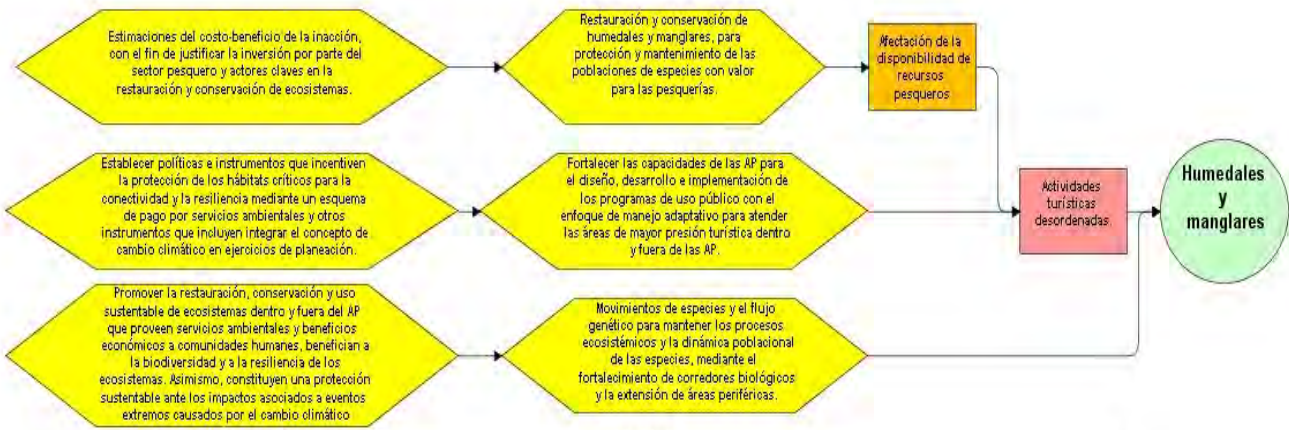 Estimaciones del costo-beneficio de la inacción,
con el fin de justificar la inversión por parte del
sector pesquero y actores claves en la
restauración y conservación de ecosistemas.
Restauración y conservación de
humedales y manglares, para
protección y mantenimiento de las
poblaciones de especies con valor
para las pesquerías.
Afectación de la
disponibilidad de
recursos
pesqueros
Establecer políticas e instrumentos que incentiven
la protección de los hábitats críticos para la
conectividad y la resiliencia mediante un esquema
de pago por servicios ambientales y otros
instrumentos que incluyen integrar el concepto de
cambio climático en ejercicios de planeación.
Fortalecer las capacidades de las AP para
el diseño, desarrollo e implementación de
los programas de uso público con el
enfoque de manejo adaptativo para atender
las áreas de mayor presión turística dentro
y fuera de las AP.
Actividades
turísticas
desordenadas.
Humedales
y
manglares
Promover la restauración, conservación y uso
sustentable de ecosistemas dentro y fuera del AP
que proveen servicios ambientales y beneficios
económicos a comunidades humanas, benefician a
la biodiversidad y a la resiliencia de los
ecosistemas. Asimismo, constituyen una protección
sustentable ante los impactos asociados a eventos
extremos causados por el cambio climático
Movimientos de especies y el flujo
genético para mantener los procesos
ecosistémicos y la dinámica poblacional
de las especies, mediante el
fortalecimiento de corredores biológicos
y la extensión de áreas periféricas.